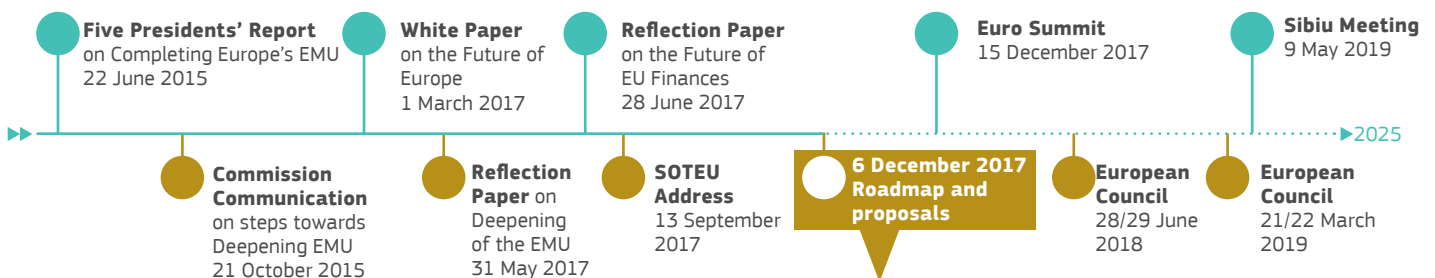 Five Presidents’ Report
on Completing Europe’s EMU
22 June 2015
White Paper
on the Future of
Europe
1 March 2017
Reflection Paper
on the Future of
EU Finances
28 June 2017
Euro Summit
15 December 2017
Sibiu Meeting
9 May 2019
2025
Commission
Communication
on steps towards
Deepening EMU
21 October 2015
Reflection
Paper on
Deepening
of the EMU
31 May 2017
SOTEU
Address
13 September
2017
6 December 2017
Roadmap and
proposals
European
Council
28/29 June
2018
European
Council
21/22 March
2019